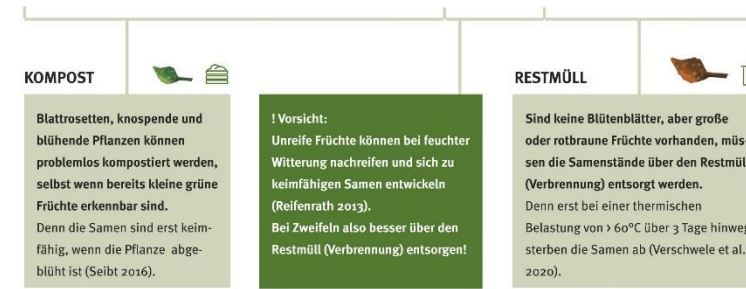 KOMPOST
Blattrosetten, knospende und
blühende Pflanzen können
problemlos kompostiert werden,
selbst wenn bereits kleine grüne
Früchte erkennbar sind.
Denn die Samen sind erst keim-
fähig, wenn die Pflanze abge-
blüht ist (Seibt 2016).
! Vorsicht:
Unreife Früchte können bei feuchter
Witterung nachreifen und sich zu
keimfähigen Samen entwickeln
(Reifenrath 2013).
Bei Zweifeln also besser über den
Restmüll (Verbrennung) entsorgen!
RESTMÜLL
Sind keine Blütenblätter, aber große
oder rotbraune Früchte vorhanden, müs-
sen die Samenstände über den Restmül
(Verbrennung) entsorgt werden.
Denn erst bei einer thermischen
Belastung von > 60°C über 3 Tage hinweg
sterben die Samen ab (Verschwele et al.
2020).